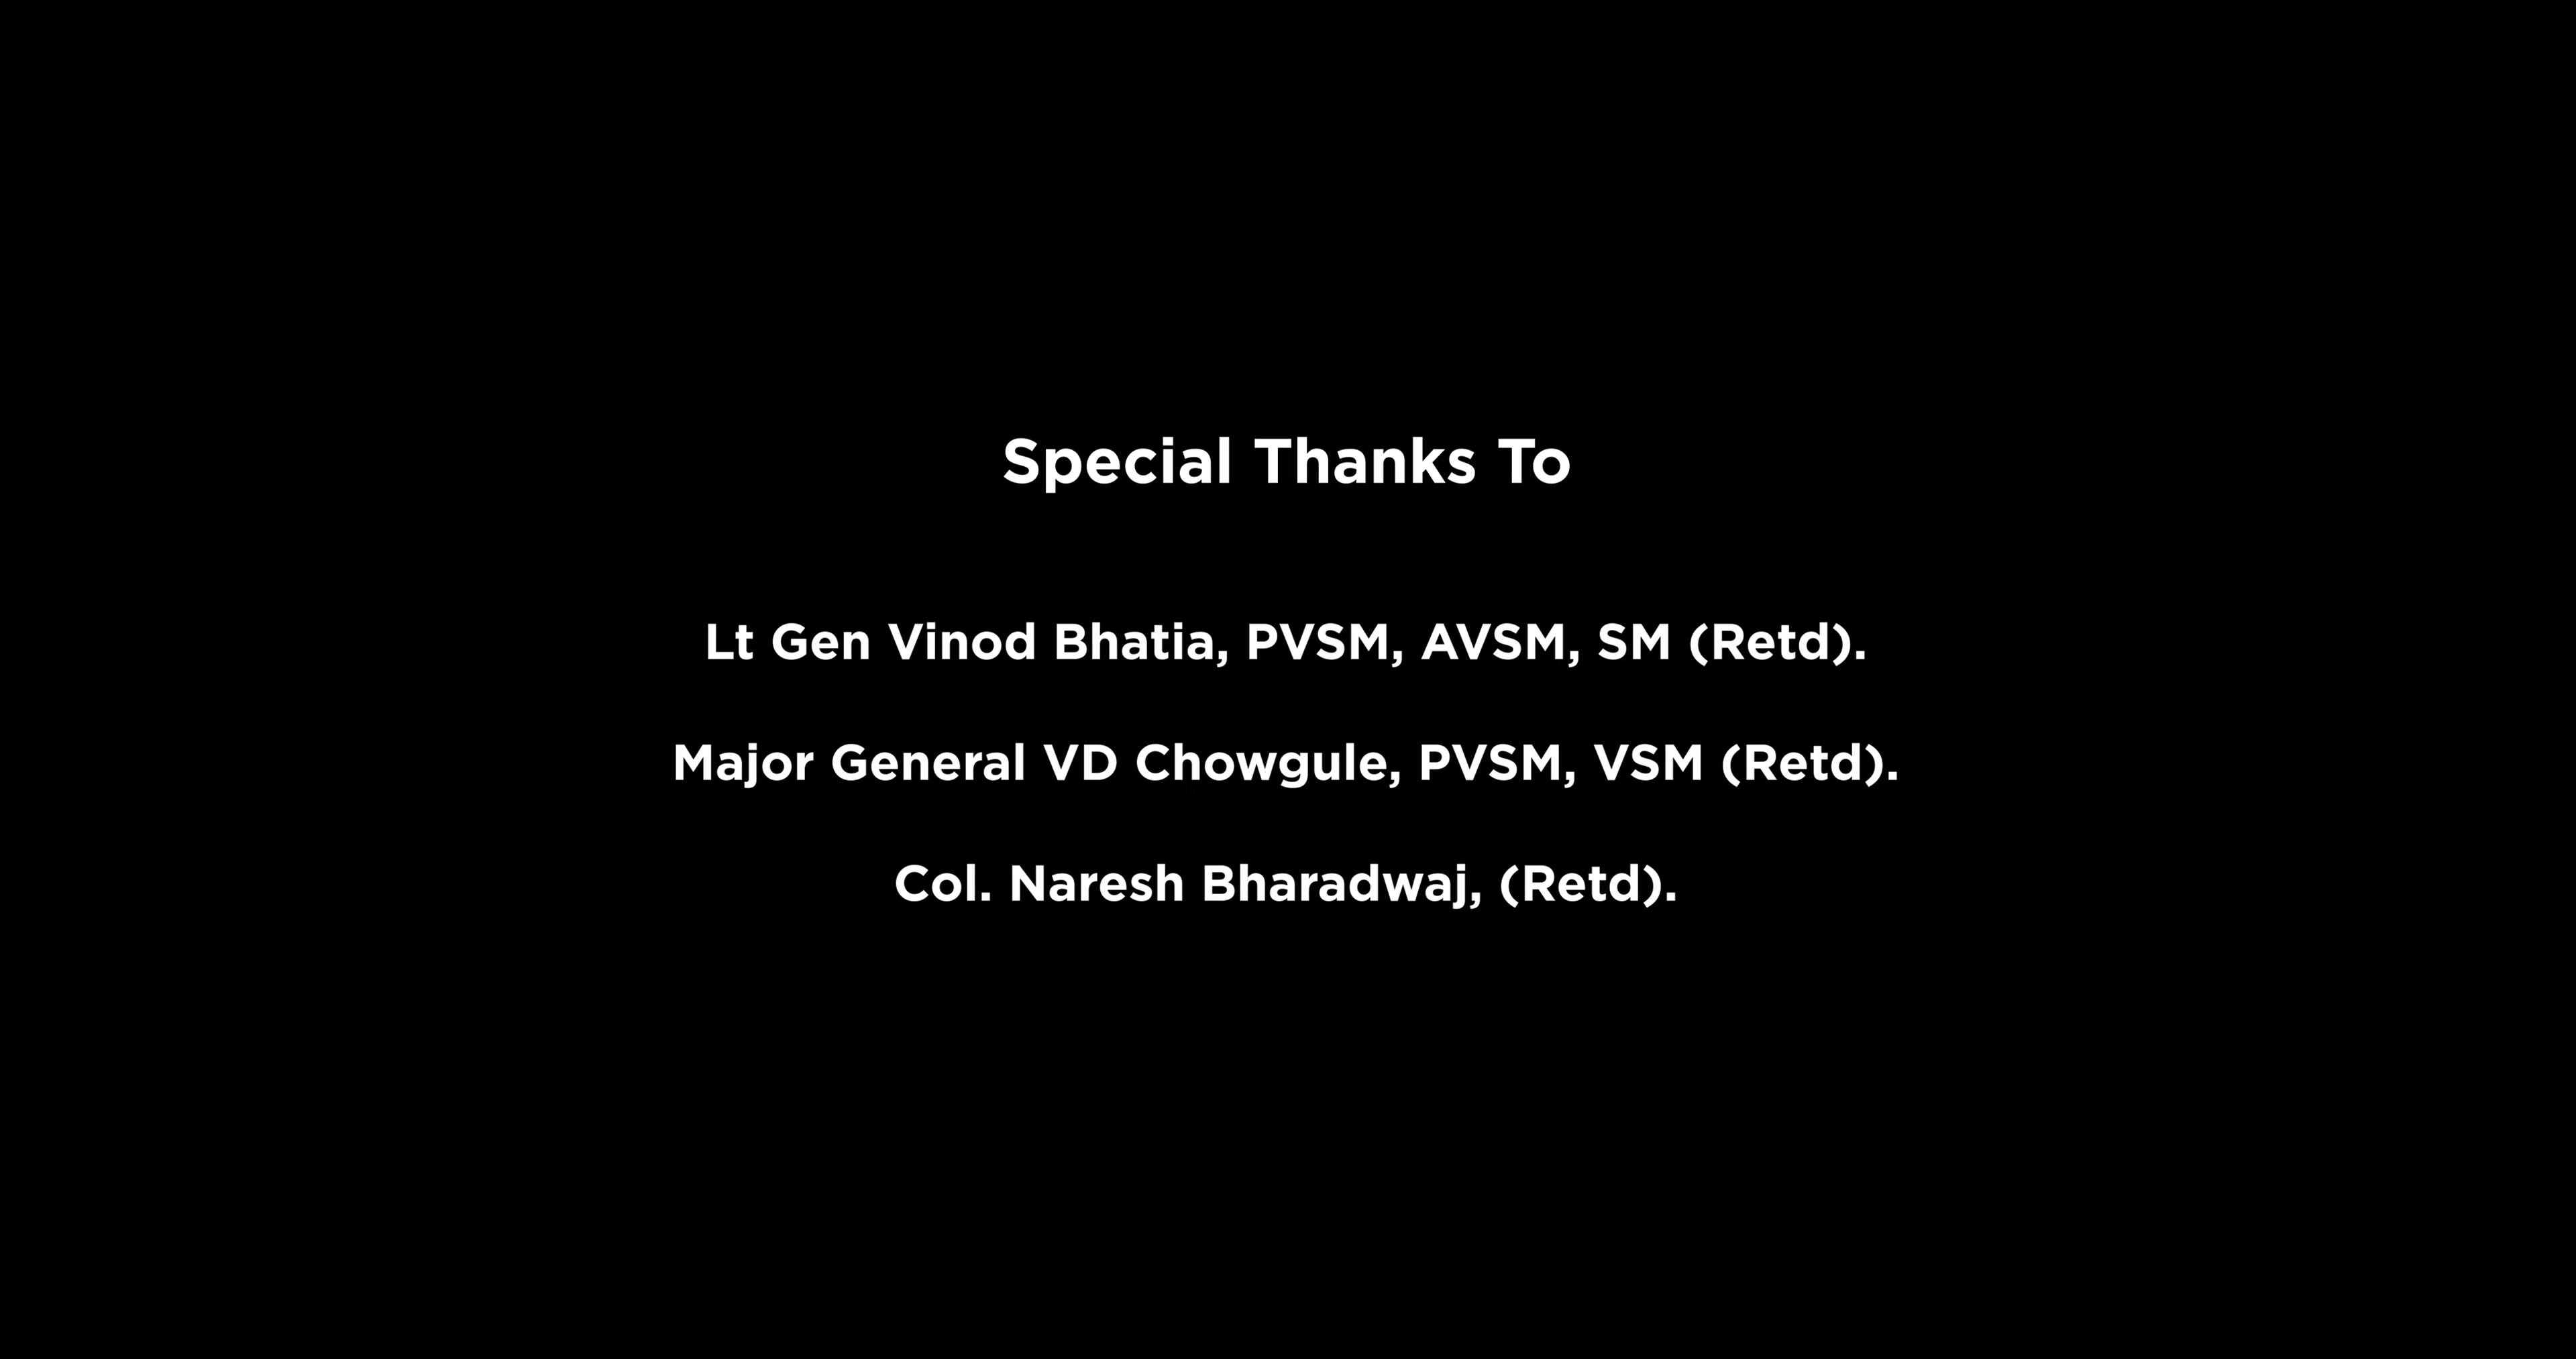 Special Thanks To
Lt Gen Vinod Bhatia, PVSM, AVSM, SM (Retd).
Major General VD Chowgule, PVSM, VSM (Retd).
Col. Naresh Bharadwaj, (Retd).